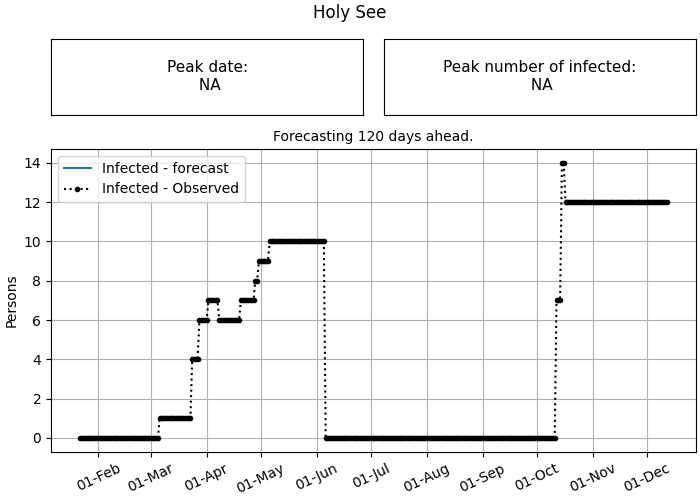 Holy See
Peak date:
NA
Peak number of infected:
NA
Forecasting 120 days ahead.
Infected - forecast
Infected - Observed
Persons
14
12
10
8
6
4
2
0
01-Feb
01-Mar
01-Apr
01-May
01-Jun
01-Jul
01-Aug
01-Sep
01-Oct
01-Nov
01-Dec